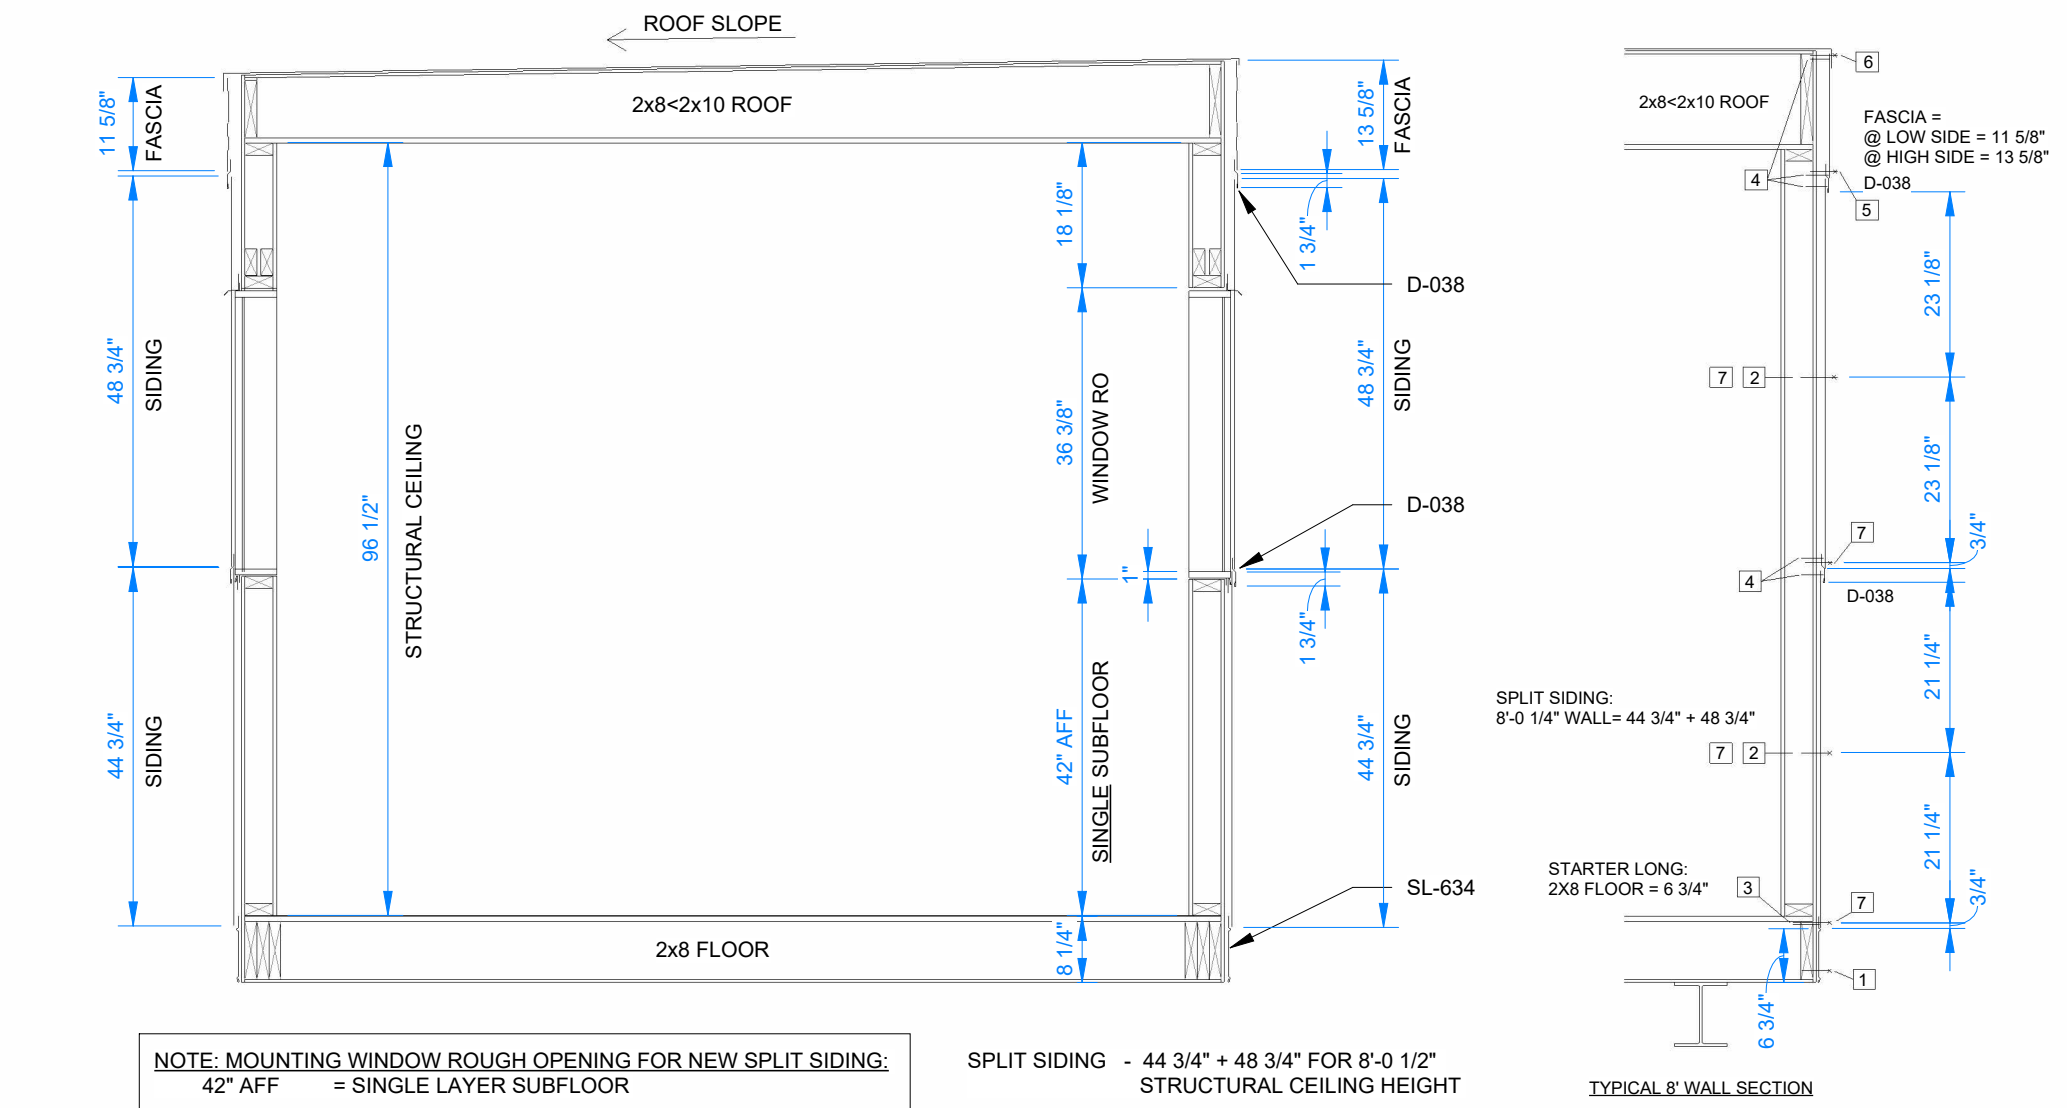 ROOF SLOPE
2x8<2x10 ROOF
11 5/8"
FASCIA
48 3/4"
SIDING
44 3/4"
SIDING
96 1/2"
STRUCTURAL CEILING
18 1/8"
36 3/8"
WINDOW RO
1"
42" AFF
SINGLE SUBFLOOR
8 1/4"
2x8 FLOOR
13 5/8"
FASCIA
1 3/4"
D-038
48 3/4"
SIDING
D-038
1 3/4"
44 3/4"
SIDING
SL-634
2x8<2x10 ROOF
6
FASCIA =
@ LOW SIDE = 11 5/8"
@ HIGH SIDE = 13 5/8"
D-038
4
5
23 1/8"
7 2
23 1/8"
7
3/4"
4
D-038
21 1/4"
SPLIT SIDING:
8'-0 1/4" WALL= 44 3/4" + 48 3/4"
7 2
21 1/4"
STARTER LONG:
2X8 FLOOR = 6 3/4"
3
7
3/4"
1
6 3/4"
TYPICAL 8' WALL SECTION
NOTE: MOUNTING WINDOW ROUGH OPENING FOR NEW SPLIT SIDING:
42" AFF = SINGLE LAYER SUBFLOOR
SPLIT SIDING - 44 3/4" + 48 3/4" FOR 8'-0 1/2"
STRUCTURAL CEILING HEIGHT